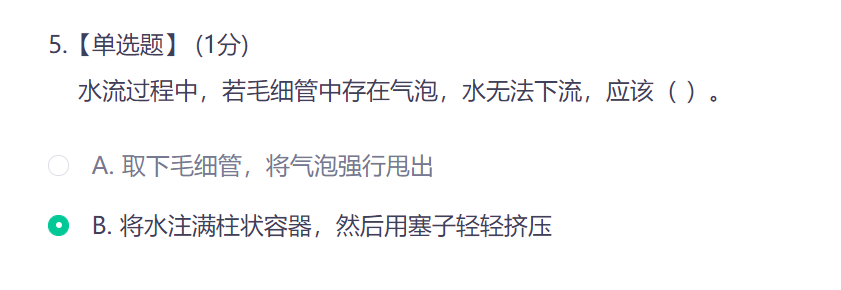 5.【单选题】 (1分)
水流过程中，若毛细管中存在气泡，水无法下流，应该（ ）。
A. 取下毛细管，将气泡强行甩出
B. 将水注满柱状容器，然后用塞子轻轻挤压